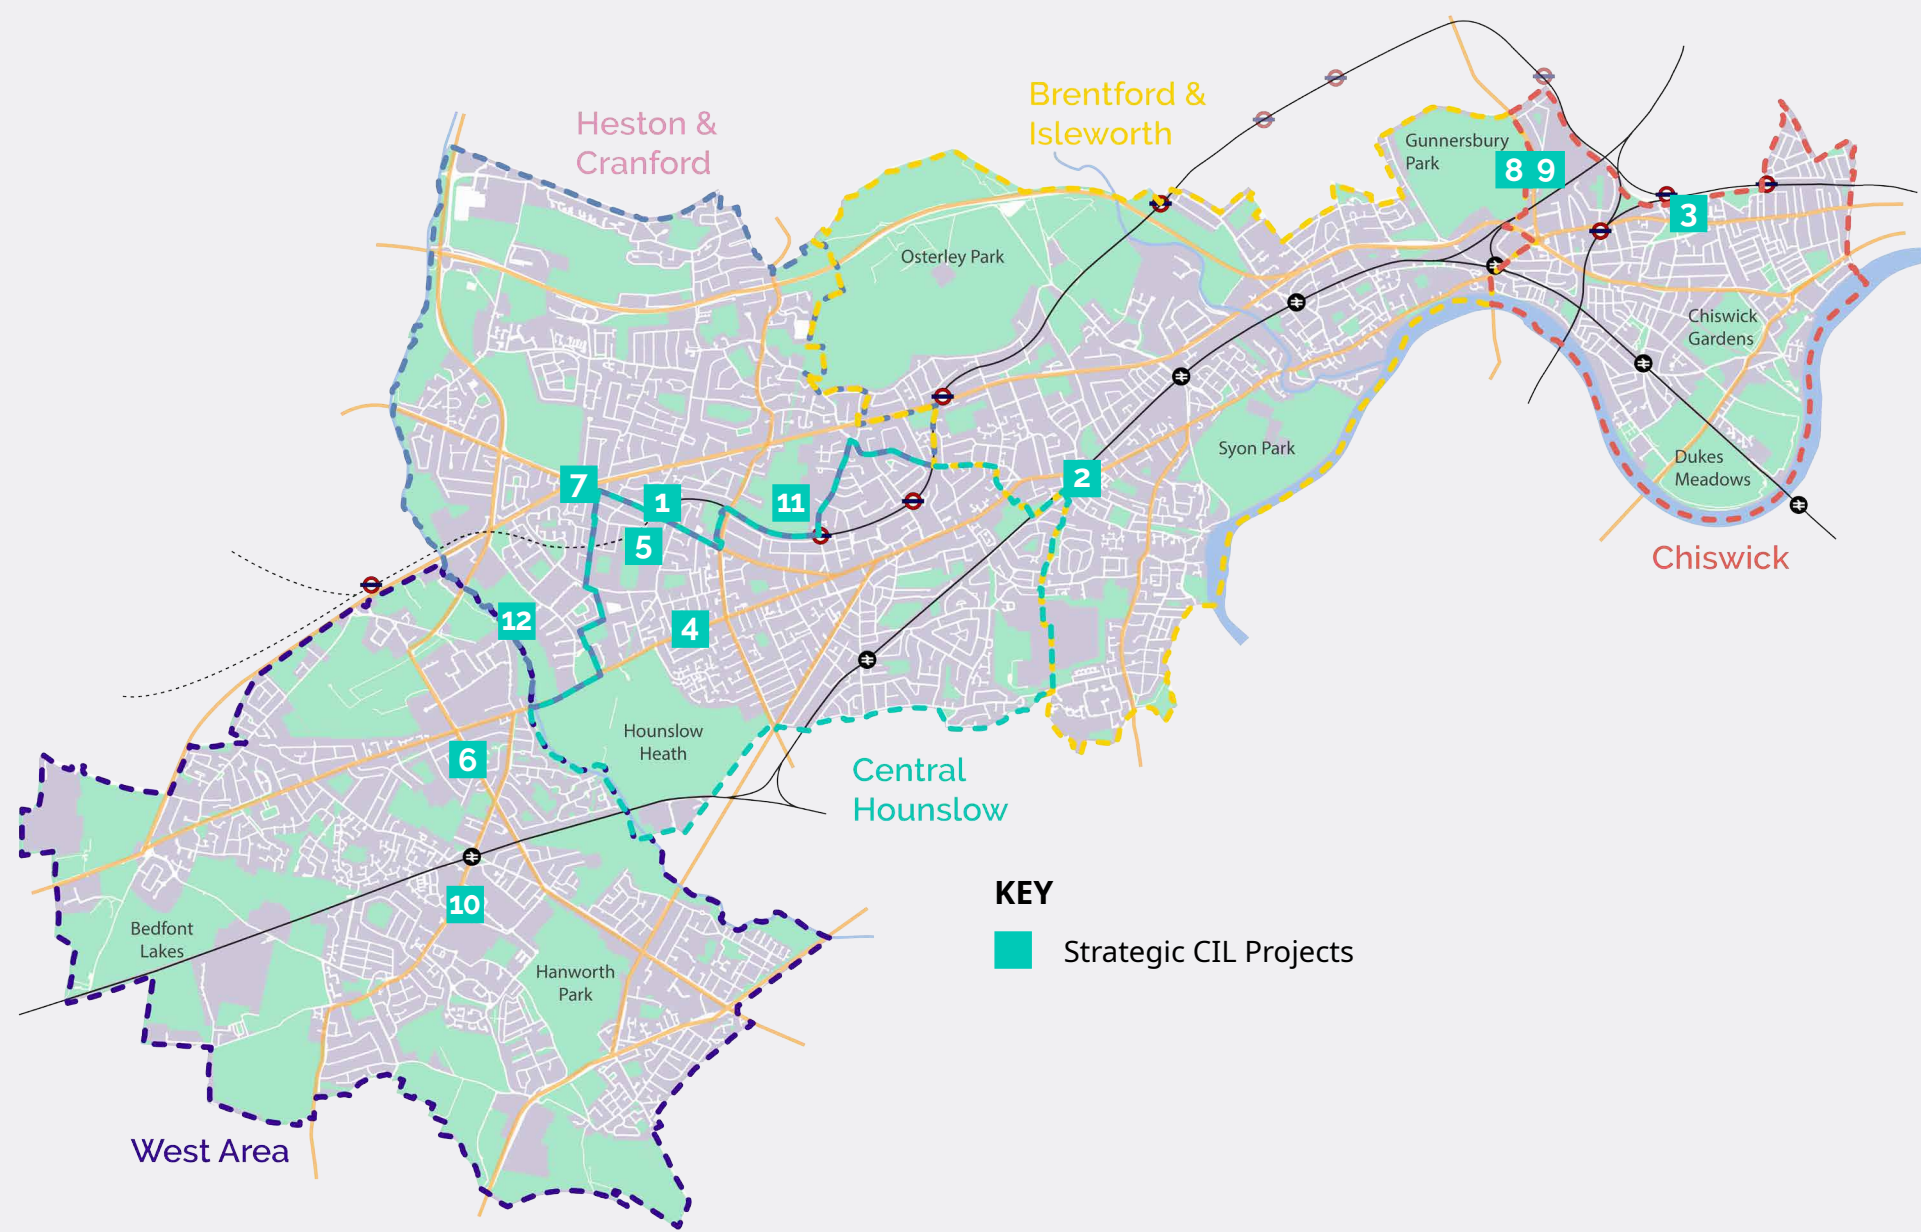 Brentford &
Isleworth
Heston &
Cranford
Gunnersbury
Park
8
9
3
Osterley Park
Chiswick
Gardens
Syon Park
Dukes
Meadows
2
7
1
11
5
Chiswick
12
4
Hounslow
Heath
6
Central
Hounslow
KEY
Strategic CIL Projects
10
Bedfont
Lakes
Hanworth
Park
West Area